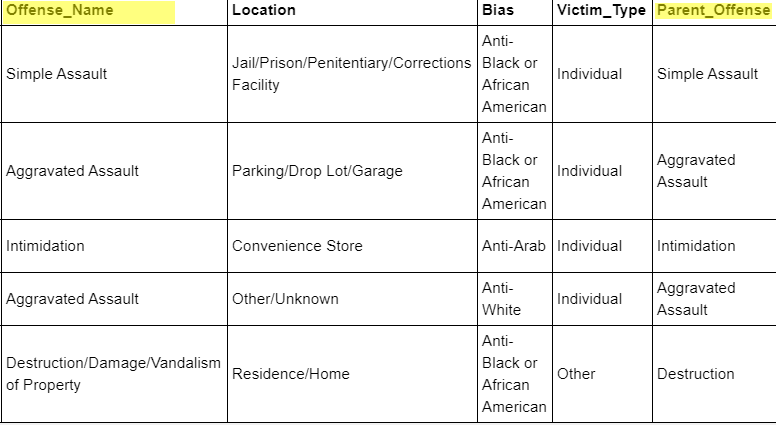 Offense_Name Location Bias Victim_Type Parent_Offense
Simple Assault Jail/Prison/Penitentiary/Corrections Facility Anti-Black or African American Individual Simple Assault
Aggravated Assault Parking/Drop Lot/Garage Anti-Black or African American Individual Aggravated Assault
Intimidation Convenience Store Anti-Arab Individual Intimidation
Aggravated Assault Other/Unknown Anti-White Individual Aggravated Assault
Destruction/Damage/Vandalism of Property Residence/Home Anti-Black or African American Other Destruction